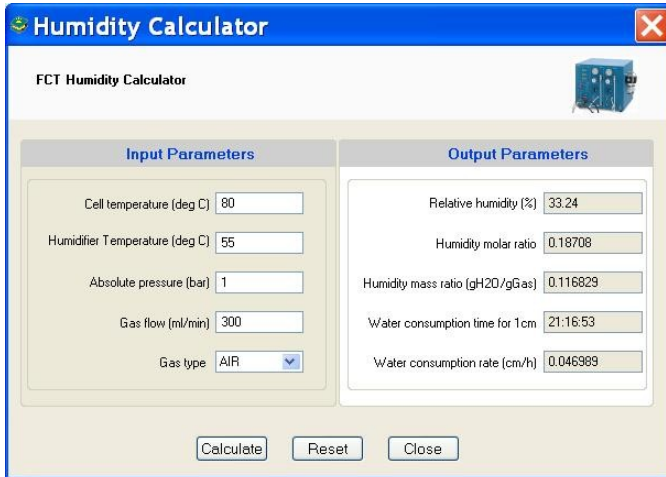 Humidity Calculator
FCT Humidity Calculator
Input Parameters
Cell temperature (deg C) 80
Humidifier Temperature (deg C) 55
Absolute pressure (bar) 1
Gas flow (ml/min) 300
Gas type AIR
Output Parameters
Relative humidity (%) 33.24
Humidity molar ratio 0.18708
Humidity mass ratio (gH2O/gGas) 0.116829
Water consumption time for 1cm 21:16:53
Water consumption rate (cm/h) 0.046989
Calculate Reset Close